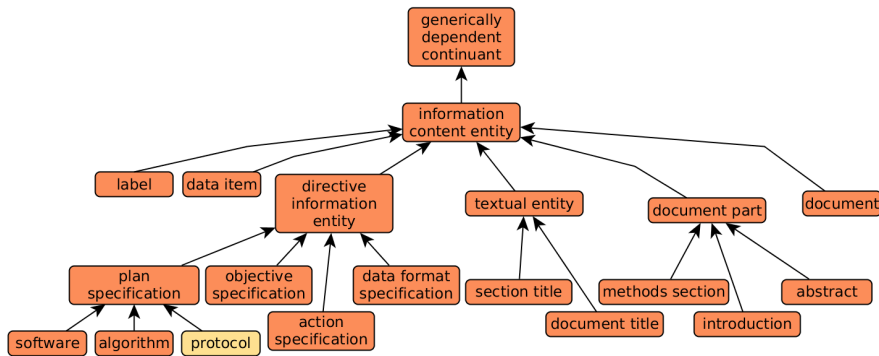 generically
dependent
continuant
information
content entity
label
data item
directive
information
entity
textual entity
document part
document
plan
specification
objective
specification
data format
specification
section title
methods section
abstract
action
specification
document title
introduction
software
algorithm
protocol